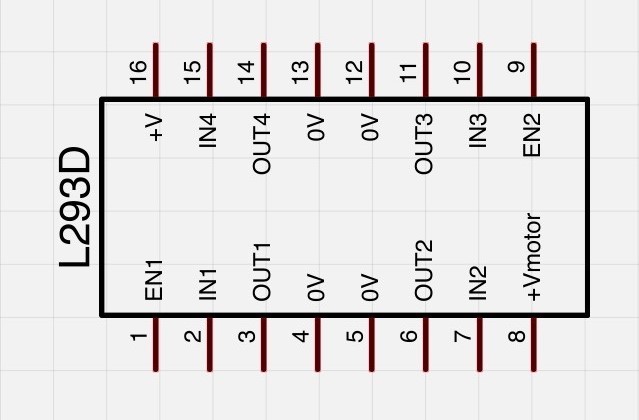 16 15 14 13 12 11 10 9
+V IN4 OUT4 0V 0V OUT3 IN3 EN2
L293D
EN1 IN1 OUT1 0V 0V OUT2 IN2 +Vmotor
1 2 3 4 5 6 7 8